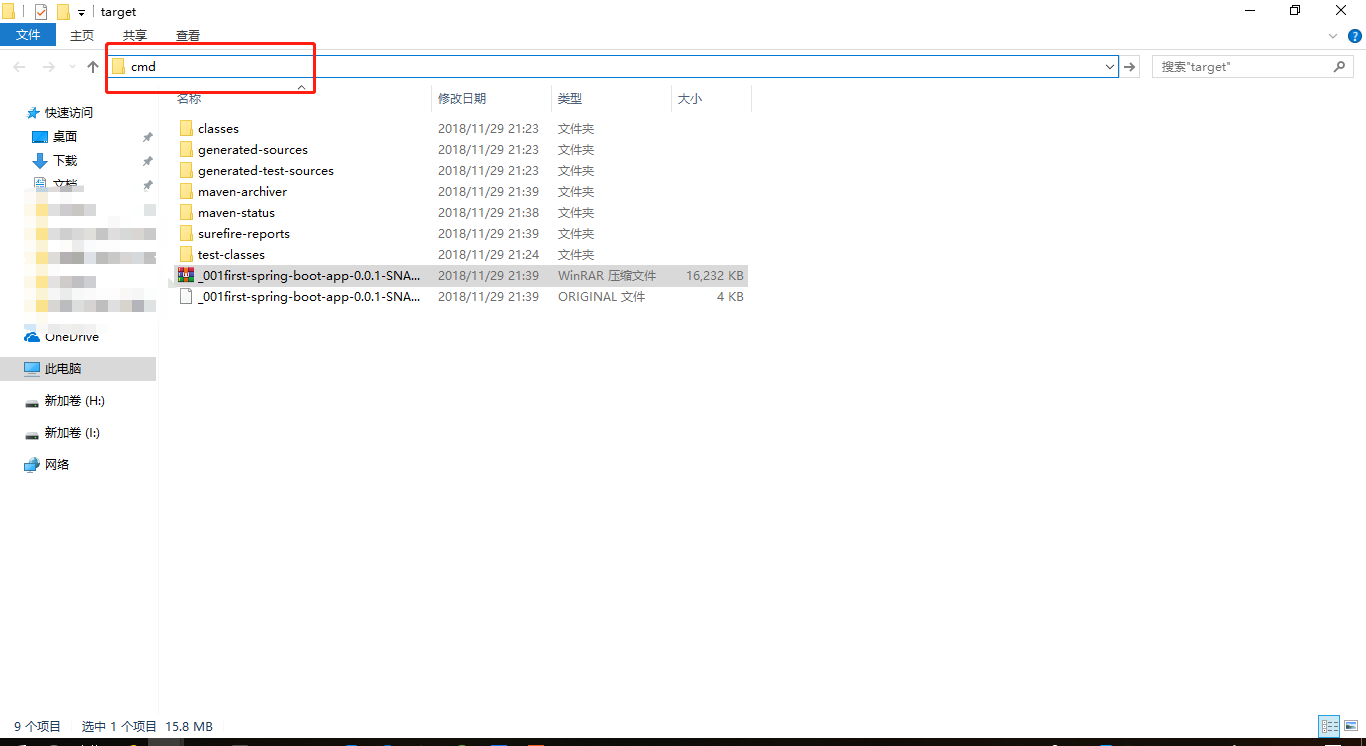 target
文件 主页 共享 查看
cmd 搜索"target"
名称 修改日期 类型 大小
快速访问
桌面
下载
文档
OneDrive
此电脑
新加卷 (H:)
新加卷 (I:)
网络
classes 2018/11/29 21:23 文件夹
generated-sources 2018/11/29 21:23 文件夹
generated-test-sources 2018/11/29 21:23 文件夹
maven-archiver 2018/11/29 21:39 文件夹
maven-status 2018/11/29 21:38 文件夹
surefire-reports 2018/11/29 21:39 文件夹
test-classes 2018/11/29 21:24 文件夹
_001first-spring-boot-app-0.0.1-SNA... 2018/11/29 21:39 WinRAR 压缩文件 16,232 KB
_001first-spring-boot-app-0.0.1-SNA... 2018/11/29 21:39 ORIGINAL 文件 4 KB
9 个项目 选中 1 个项目 15.8 MB